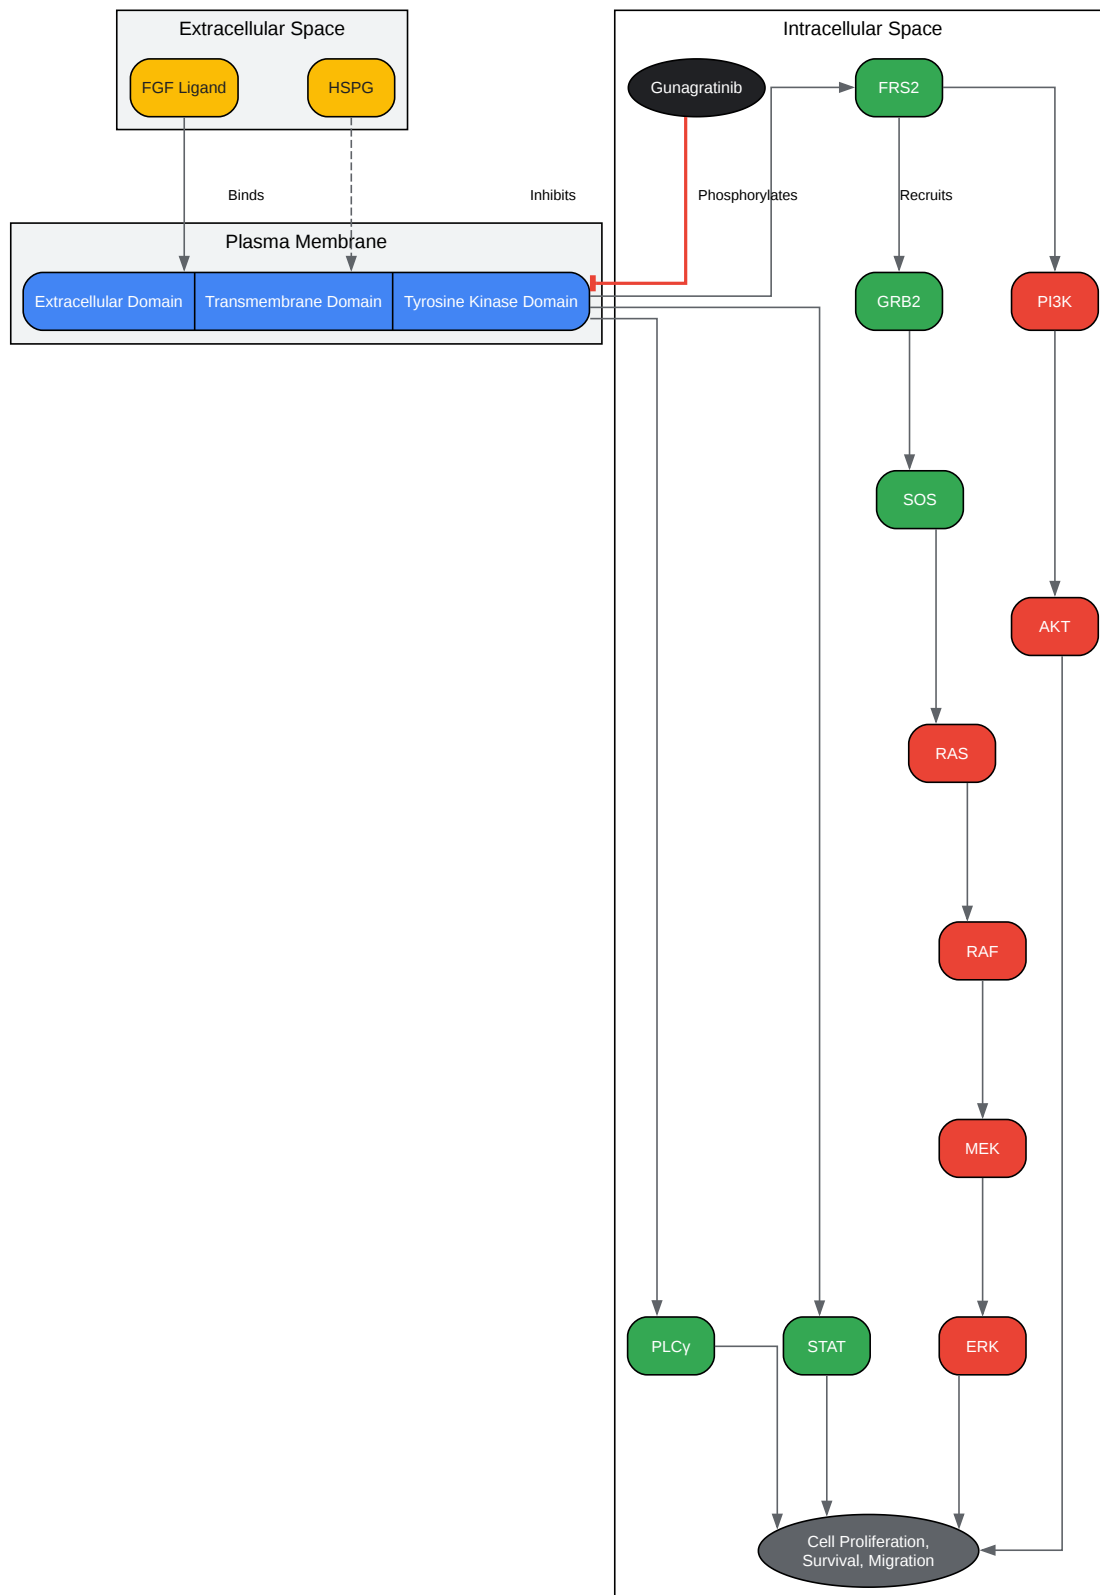 Extracellular Space
Intracellular Space
FGF Ligand
HSPG
Gunagratinib
FRS2
Binds
Inhibits
Phosphorylates
Recruits
Plasma Membrane
Extracellular Domain
Transmembrane Domain
Tyrosine Kinase Domain
GRB2
PI3K
SOS
AKT
RAS
RAF
MEK
PLCγ
STAT
ERK
Cell Proliferation,
Survival, Migration